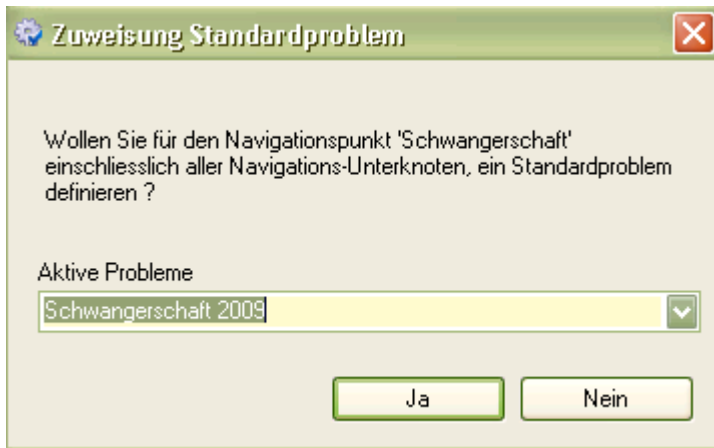 Zuweisung Standardproblem
Wollen Sie für den Navigationspunkt 'Schwangerschaft'
einschliesslich aller Navigations-Unterknoten, ein Standardproblem
definieren ?
Aktive Probleme
Schwangerschaft 2009
Ja
Nein